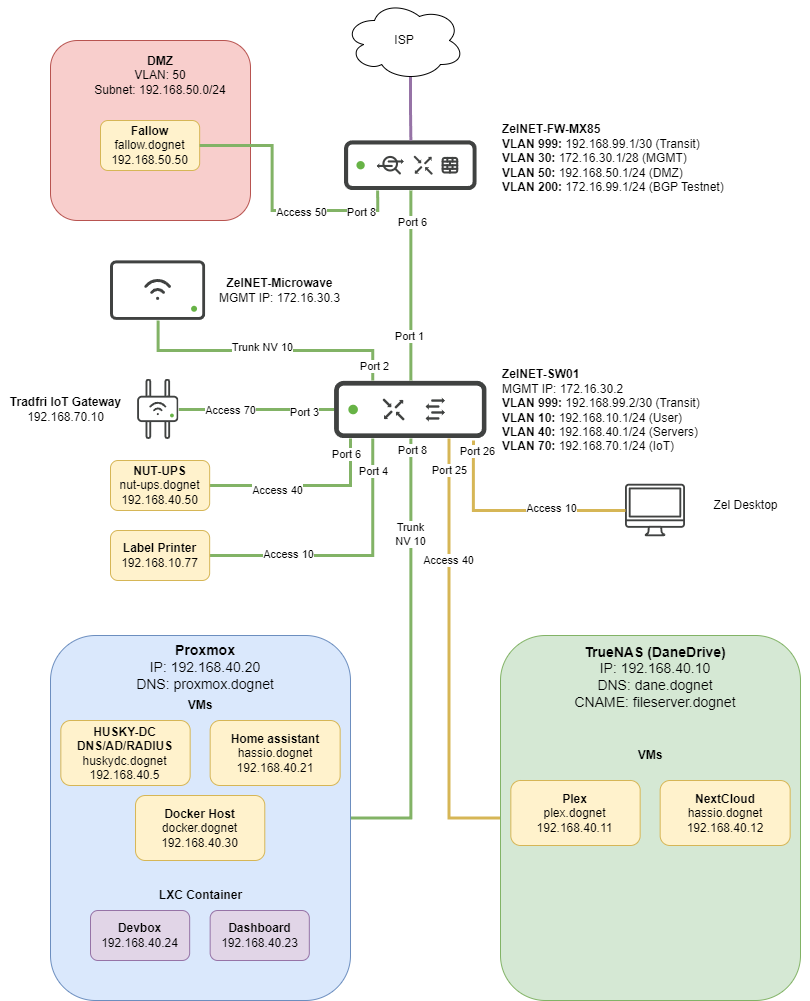 ISP
DMZ
VLAN: 50
Subnet: 192.168.50.0/24
Fallow
fallow.dognet
192.168.50.50
Access 50
Port 8
ZelNET-FW-MX85
VLAN 999: 192.168.99.1/30 (Transit)
VLAN 30: 172.16.30.1/28 (MGMT)
VLAN 50: 192.168.50.1/24 (DMZ)
VLAN 200: 172.16.99.1/24 (BGP Testnet)
Port 6
ZelNET-Microwave
MGMT IP: 172.16.30.3
Trunk NV 10
Port 1
Port 2
Tradfri IoT Gateway
192.168.70.10
Access 70
Port 3
ZelNET-SW01
MGMT IP: 172.16.30.2
VLAN 999: 192.168.99.2/30 (Transit)
VLAN 10: 192.168.10.1/24 (User)
VLAN 40: 192.168.40.1/24 (Servers)
VLAN 70: 192.168.70.1/24 (IoT)
Port 6
Port 4
Port 8
Port 25
Port 26
NUT-UPS
nut-ups.dognet
192.168.40.50
Access 40
Label Printer
192.168.10.77
Access 10
Trunk
NV 10
Access 40
Access 10
Zel Desktop
Proxmox
IP: 192.168.40.20
DNS: proxmox.dognet
VMs
HUSKY-DC
DNS/AD/RADIUS
huskydc.dognet
192.168.40.5
Home assistant
hassio.dognet
192.168.40.21
Docker Host
docker.dognet
192.168.40.30
LXC Container
Devbox
192.168.40.24
Dashboard
192.168.40.23
TrueNAS (DaneDrive)
IP: 192.168.40.10
DNS: dane.dognet
CNAME: fileserver.dognet
VMs
Plex
plex.dognet
192.168.40.11
NextCloud
hassio.dognet
192.168.40.12